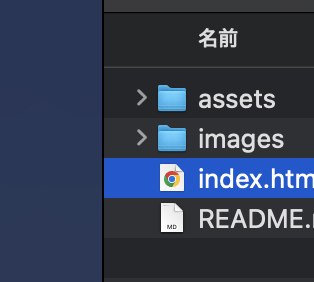 名前
assets
images
index.htm
README.
MD